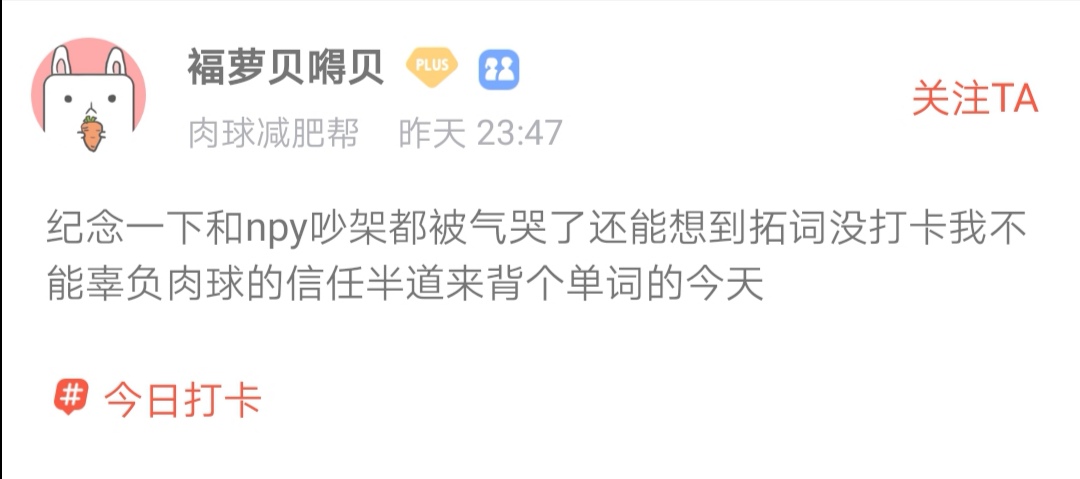 福萝贝嘚贝 PLUS
关注TA
肉球减肥帮 昨天 23:47
纪念一下和npy吵架都被气哭了还能想到拓词没打卡我不
能辜负肉球的信任半道来背个单词的今天
# 今日打卡